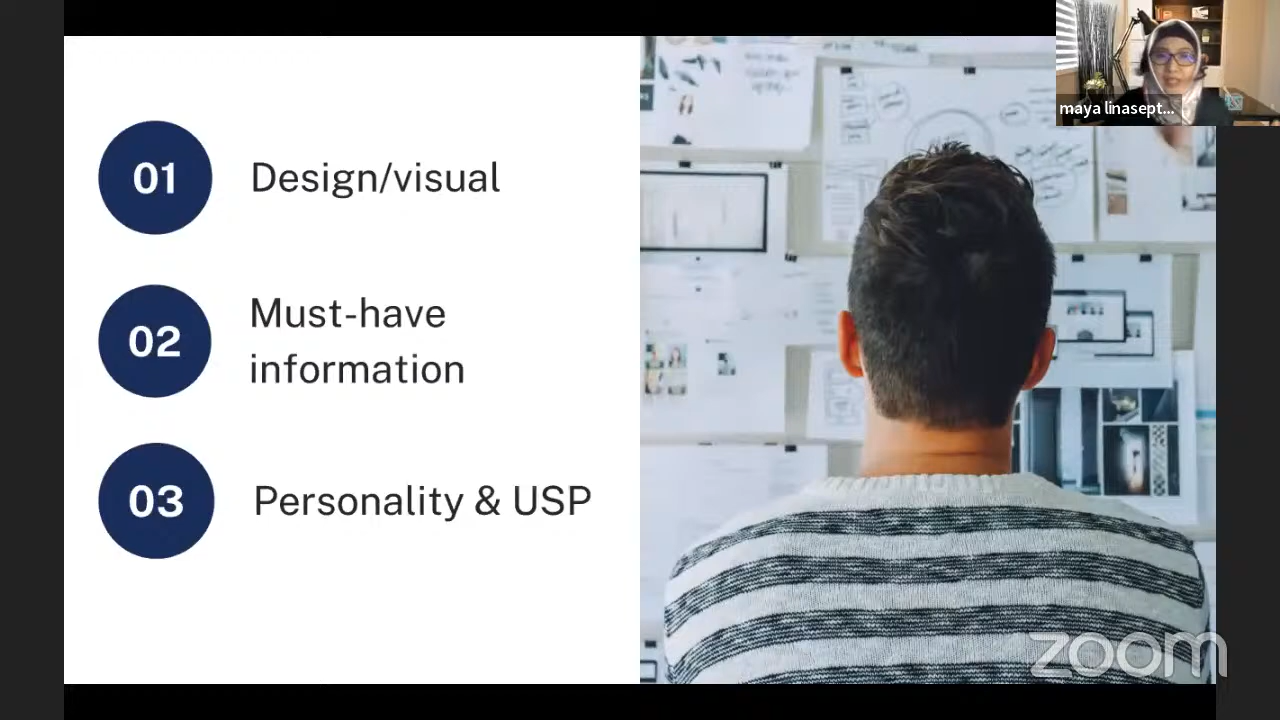 01
Design/visual
02
Must-have
information
03
Personality & USP
maya linasept...
zoom